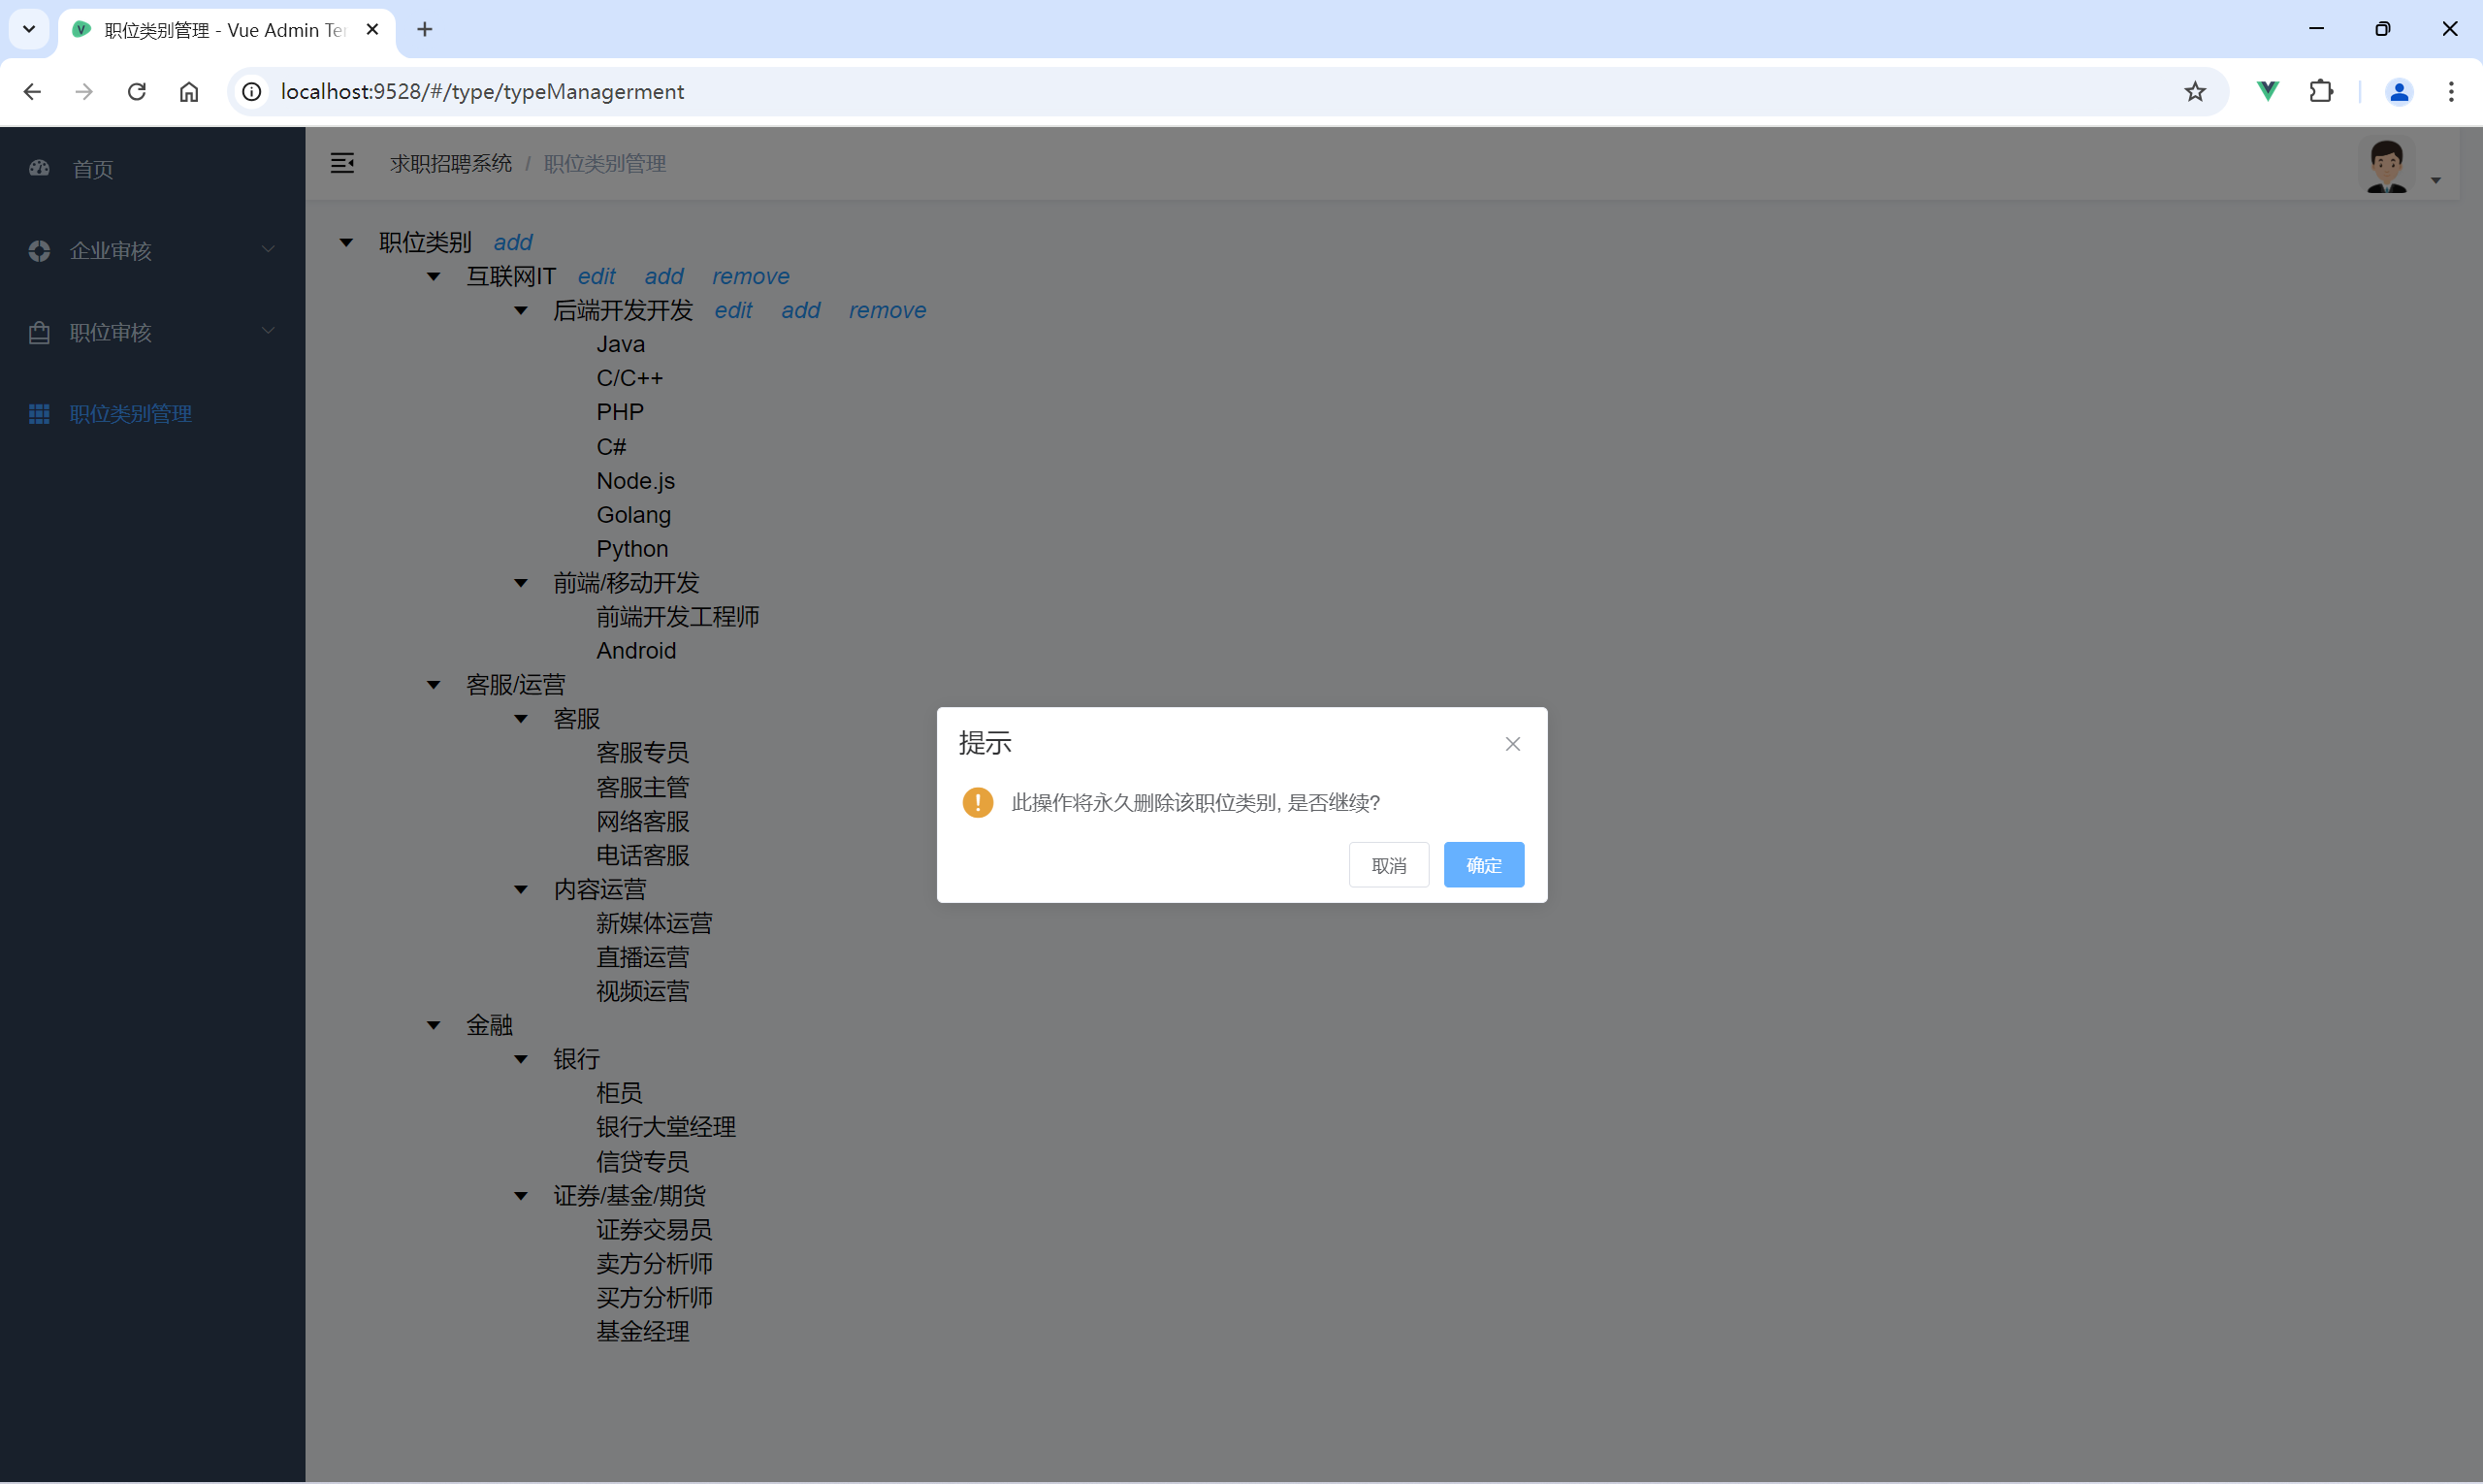 职位类别管理 - Vue Admin Te
localhost:9528/#/type/typeManagerment
首页
企业审核
职位审核
职位类别管理
求职招聘系统 / 职位类别管理
职位类别 add
互联网IT edit add remove
后端开发开发 edit add remove
Java
C/C++
PHP
C#
Node.js
Golang
Python
前端/移动开发
前端开发工程师
Android
客服/运营
客服
客服专员
客服主管
网络客服
电话客服
内容运营
新媒体运营
直播运营
视频运营
金融
银行
柜员
银行大堂经理
信贷专员
证券/基金/期货
证券交易员
卖方分析师
买方分析师
基金经理
提示
此操作将永久删除该职位类别, 是否继续?
取消 确定